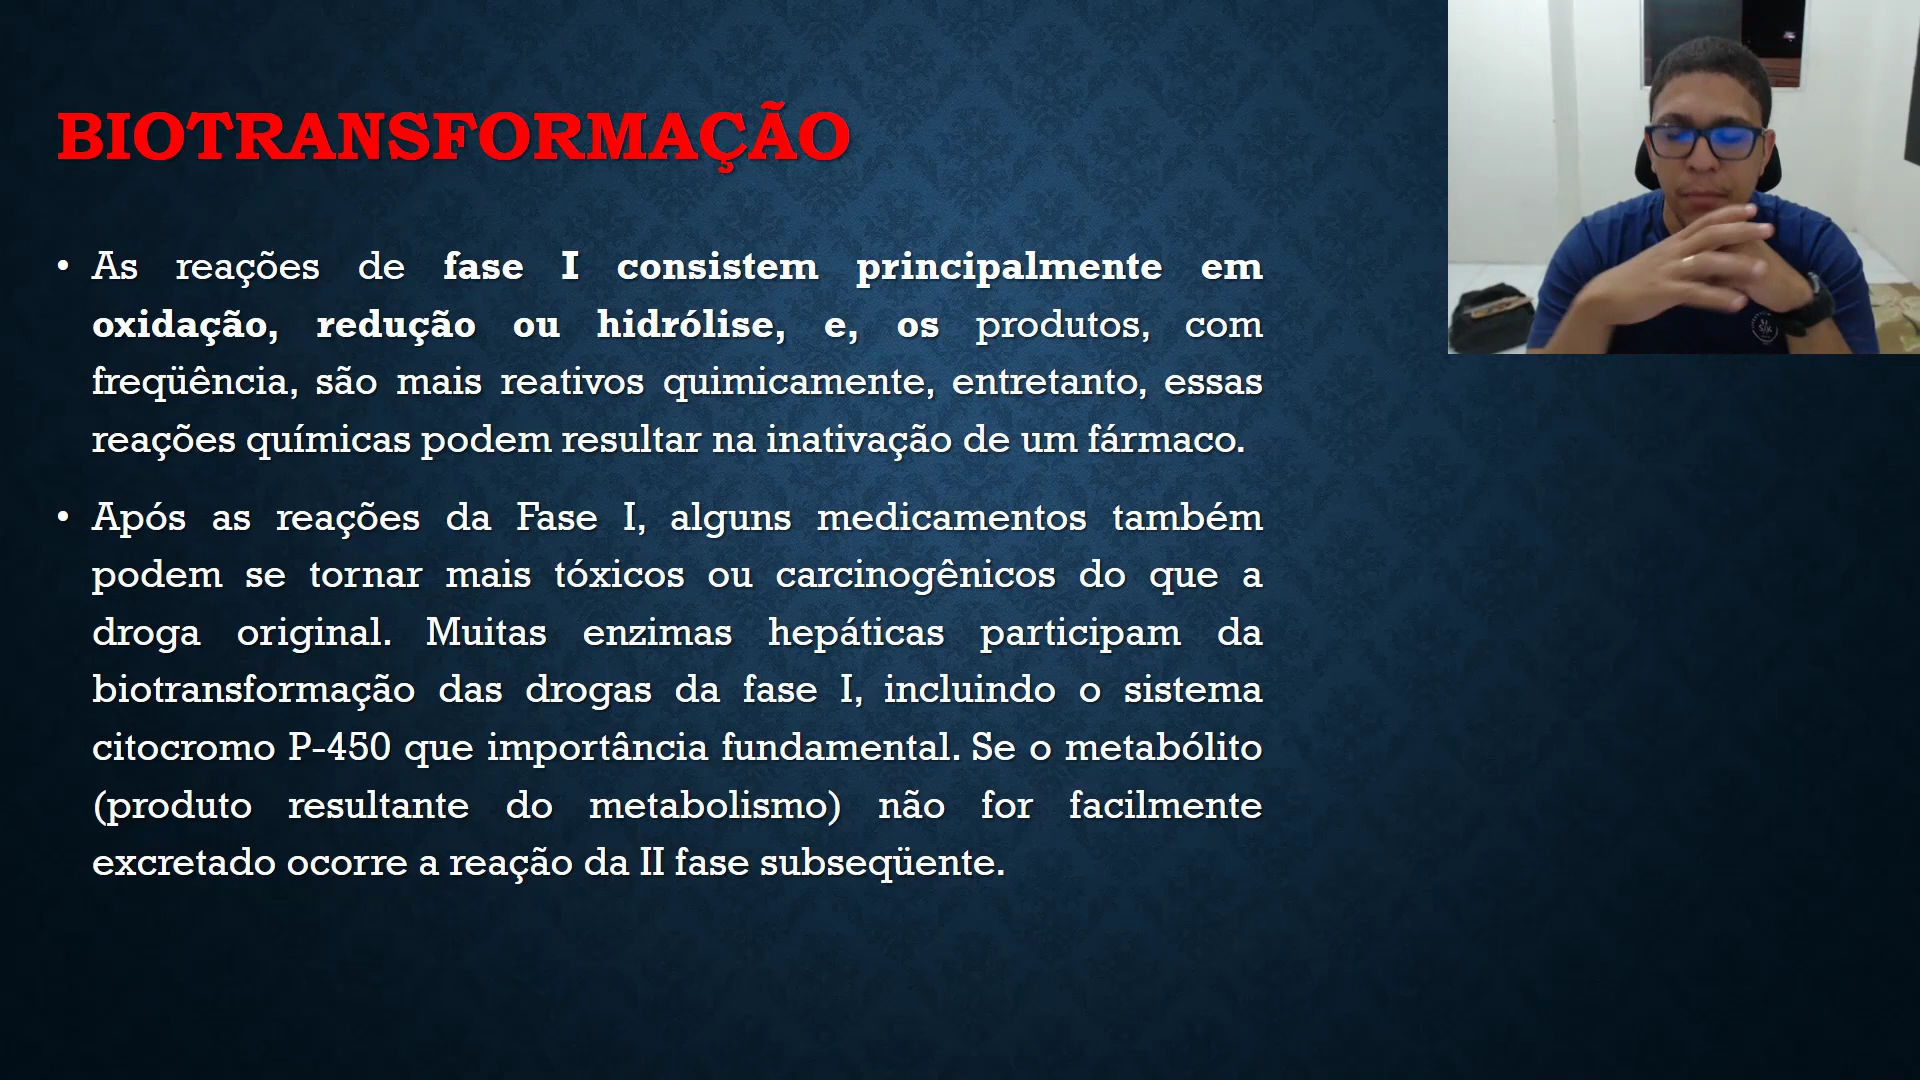 BIOTRANSFORMAÇÃO
• As reações de fase I consistem principalmente em
oxidação, redução ou hidrólise, e, os produtos, com
freqüência, são mais reativos quimicamente, entretanto, essas
reações químicas podem resultar na inativação de um fármaco.
• Após as reações da Fase I, alguns medicamentos também
podem se tornar mais tóxicos ou carcinogênicos do que a
droga original. Muitas enzimas hepáticas participam da
biotransformação das drogas da fase I, incluindo o sistema
citocromo P-450 que importância fundamental. Se o metabólito
(produto resultante do metabolismo) não for facilmente
excretado ocorre a reação da II fase subseqüente.